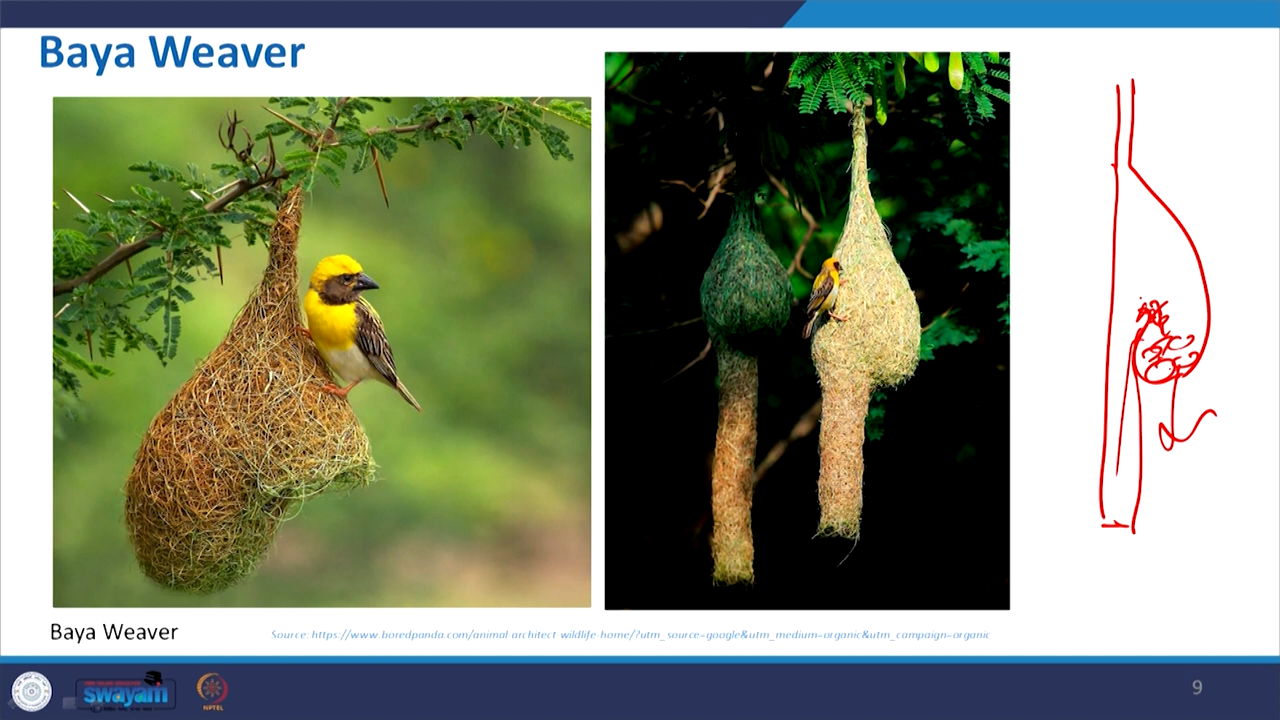 Baya Weaver
Baya Weaver
Source: https://www.boredpanda.com/animal-architect-wildlife-home/?utm_source=google&utm_medium=organic&utm_campaign=organic
swayam
NPTEL
9